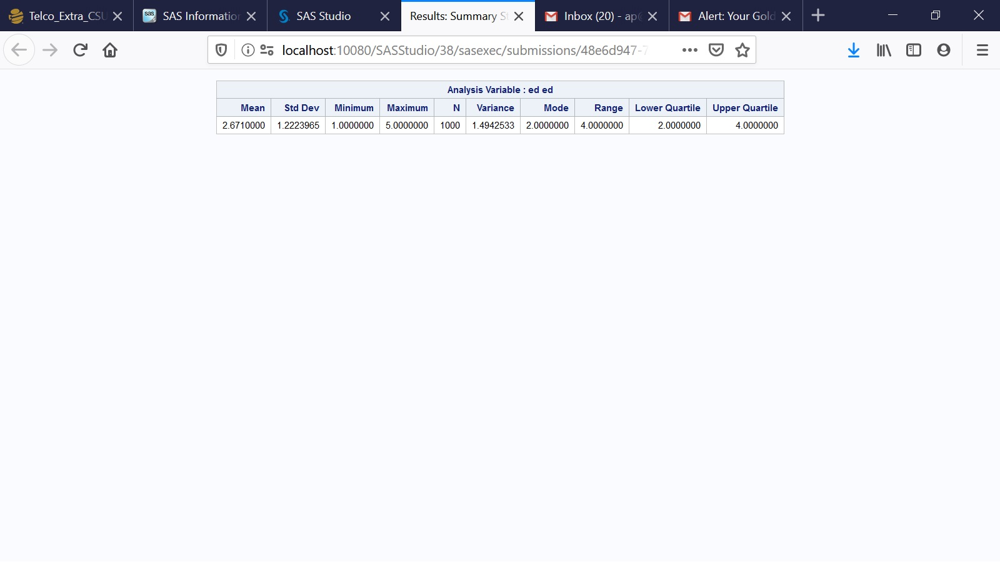 Telco_Extra_CSU
SAS Information
SAS Studio
Results: Summary St
Inbox (20) - ap@
Alert: Your Gold
localhost:10080/SASStudio/38/sasexec/submissions/48e6d947-7
Analysis Variable : ed ed
Mean Std Dev Minimum Maximum N Variance Mode Range Lower Quartile Upper Quartile
2.6710000 1.2223965 1.0000000 5.0000000 1000 1.4942533 2.0000000 4.0000000 2.0000000 4.0000000